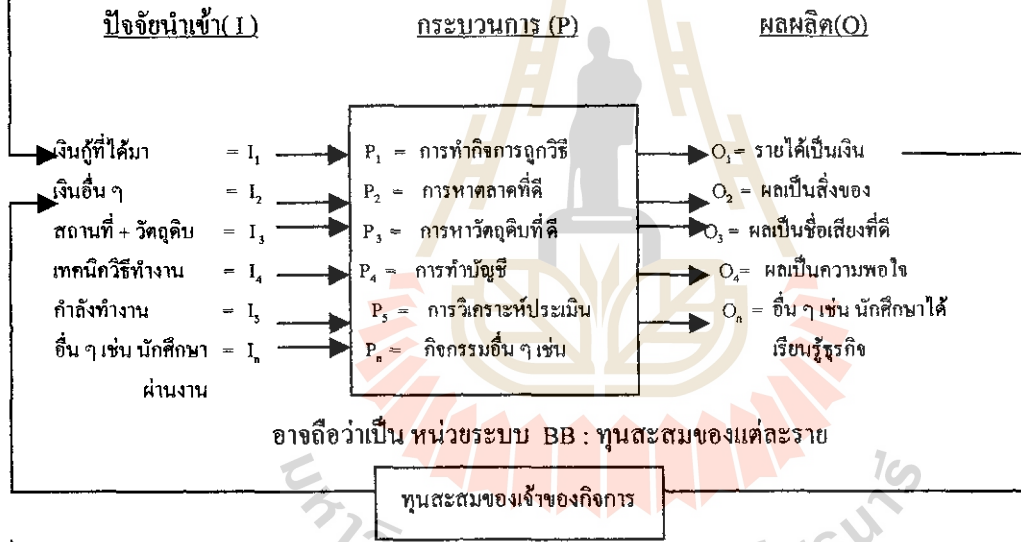 ปัจจัยนำเข้า( I ) กระบวนการ (P) ผลผลิต(O)
เงินกู้ที่ได้มา = I₁ P₁ = การทำกิจการถูกวิธี O₁= รายได้เป็นเงิน
เงินอื่น ๆ = I₂ P₂ = การหาตลาดที่ดี O₂ = ผลเป็นสิ่งของ
สถานที่ + วัตถุดิบ = I₃ P₃ = การหาวัตถุดิบที่ดี O₃ = ผลเป็นชื่อเสียงที่ดี
เทคนิกวิธีทำงาน = I₄ P₄ = การทำบัญชี O₄= ผลเป็นความพอใจ
กำลังทำงาน = I₅ P₅ = การวิเคราะห์ประเมิน Oₙ = อื่น ๆ เช่น นักศึกษาได้
อื่น ๆ เช่น นักศึกษา = Iₙ Pₙ = กิจกรรมอื่น ๆ เช่น เรียนรู้ธุรกิจ
ผ่านงาน
อาจถือว่าเป็น หน่วยระบบ BB : ทุนสะสมของแต่ละราย
ทุนสะสมของเจ้าของกิจการ